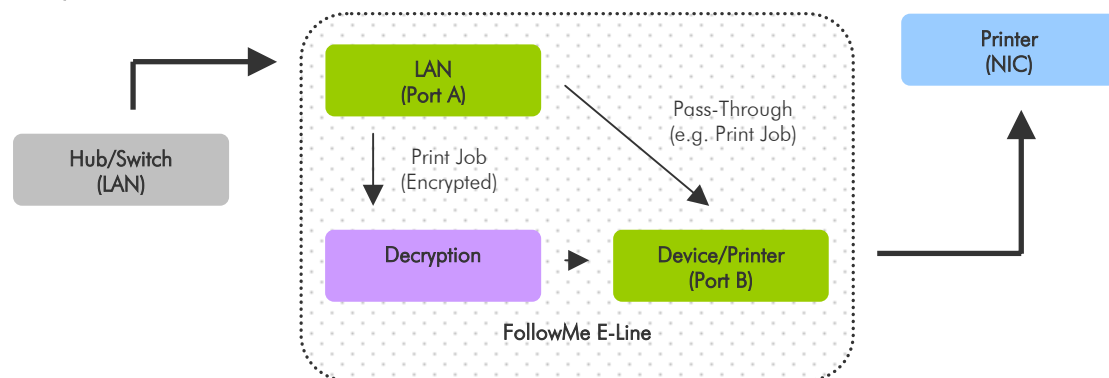 Hub/Switch
(LAN)
LAN
(Port A)
Print Job
(Encrypted)
Pass-Through
(e.g. Print Job)
Decryption
Device/Printer
(Port B)
FollowMe E-Line
Printer
(NIC)